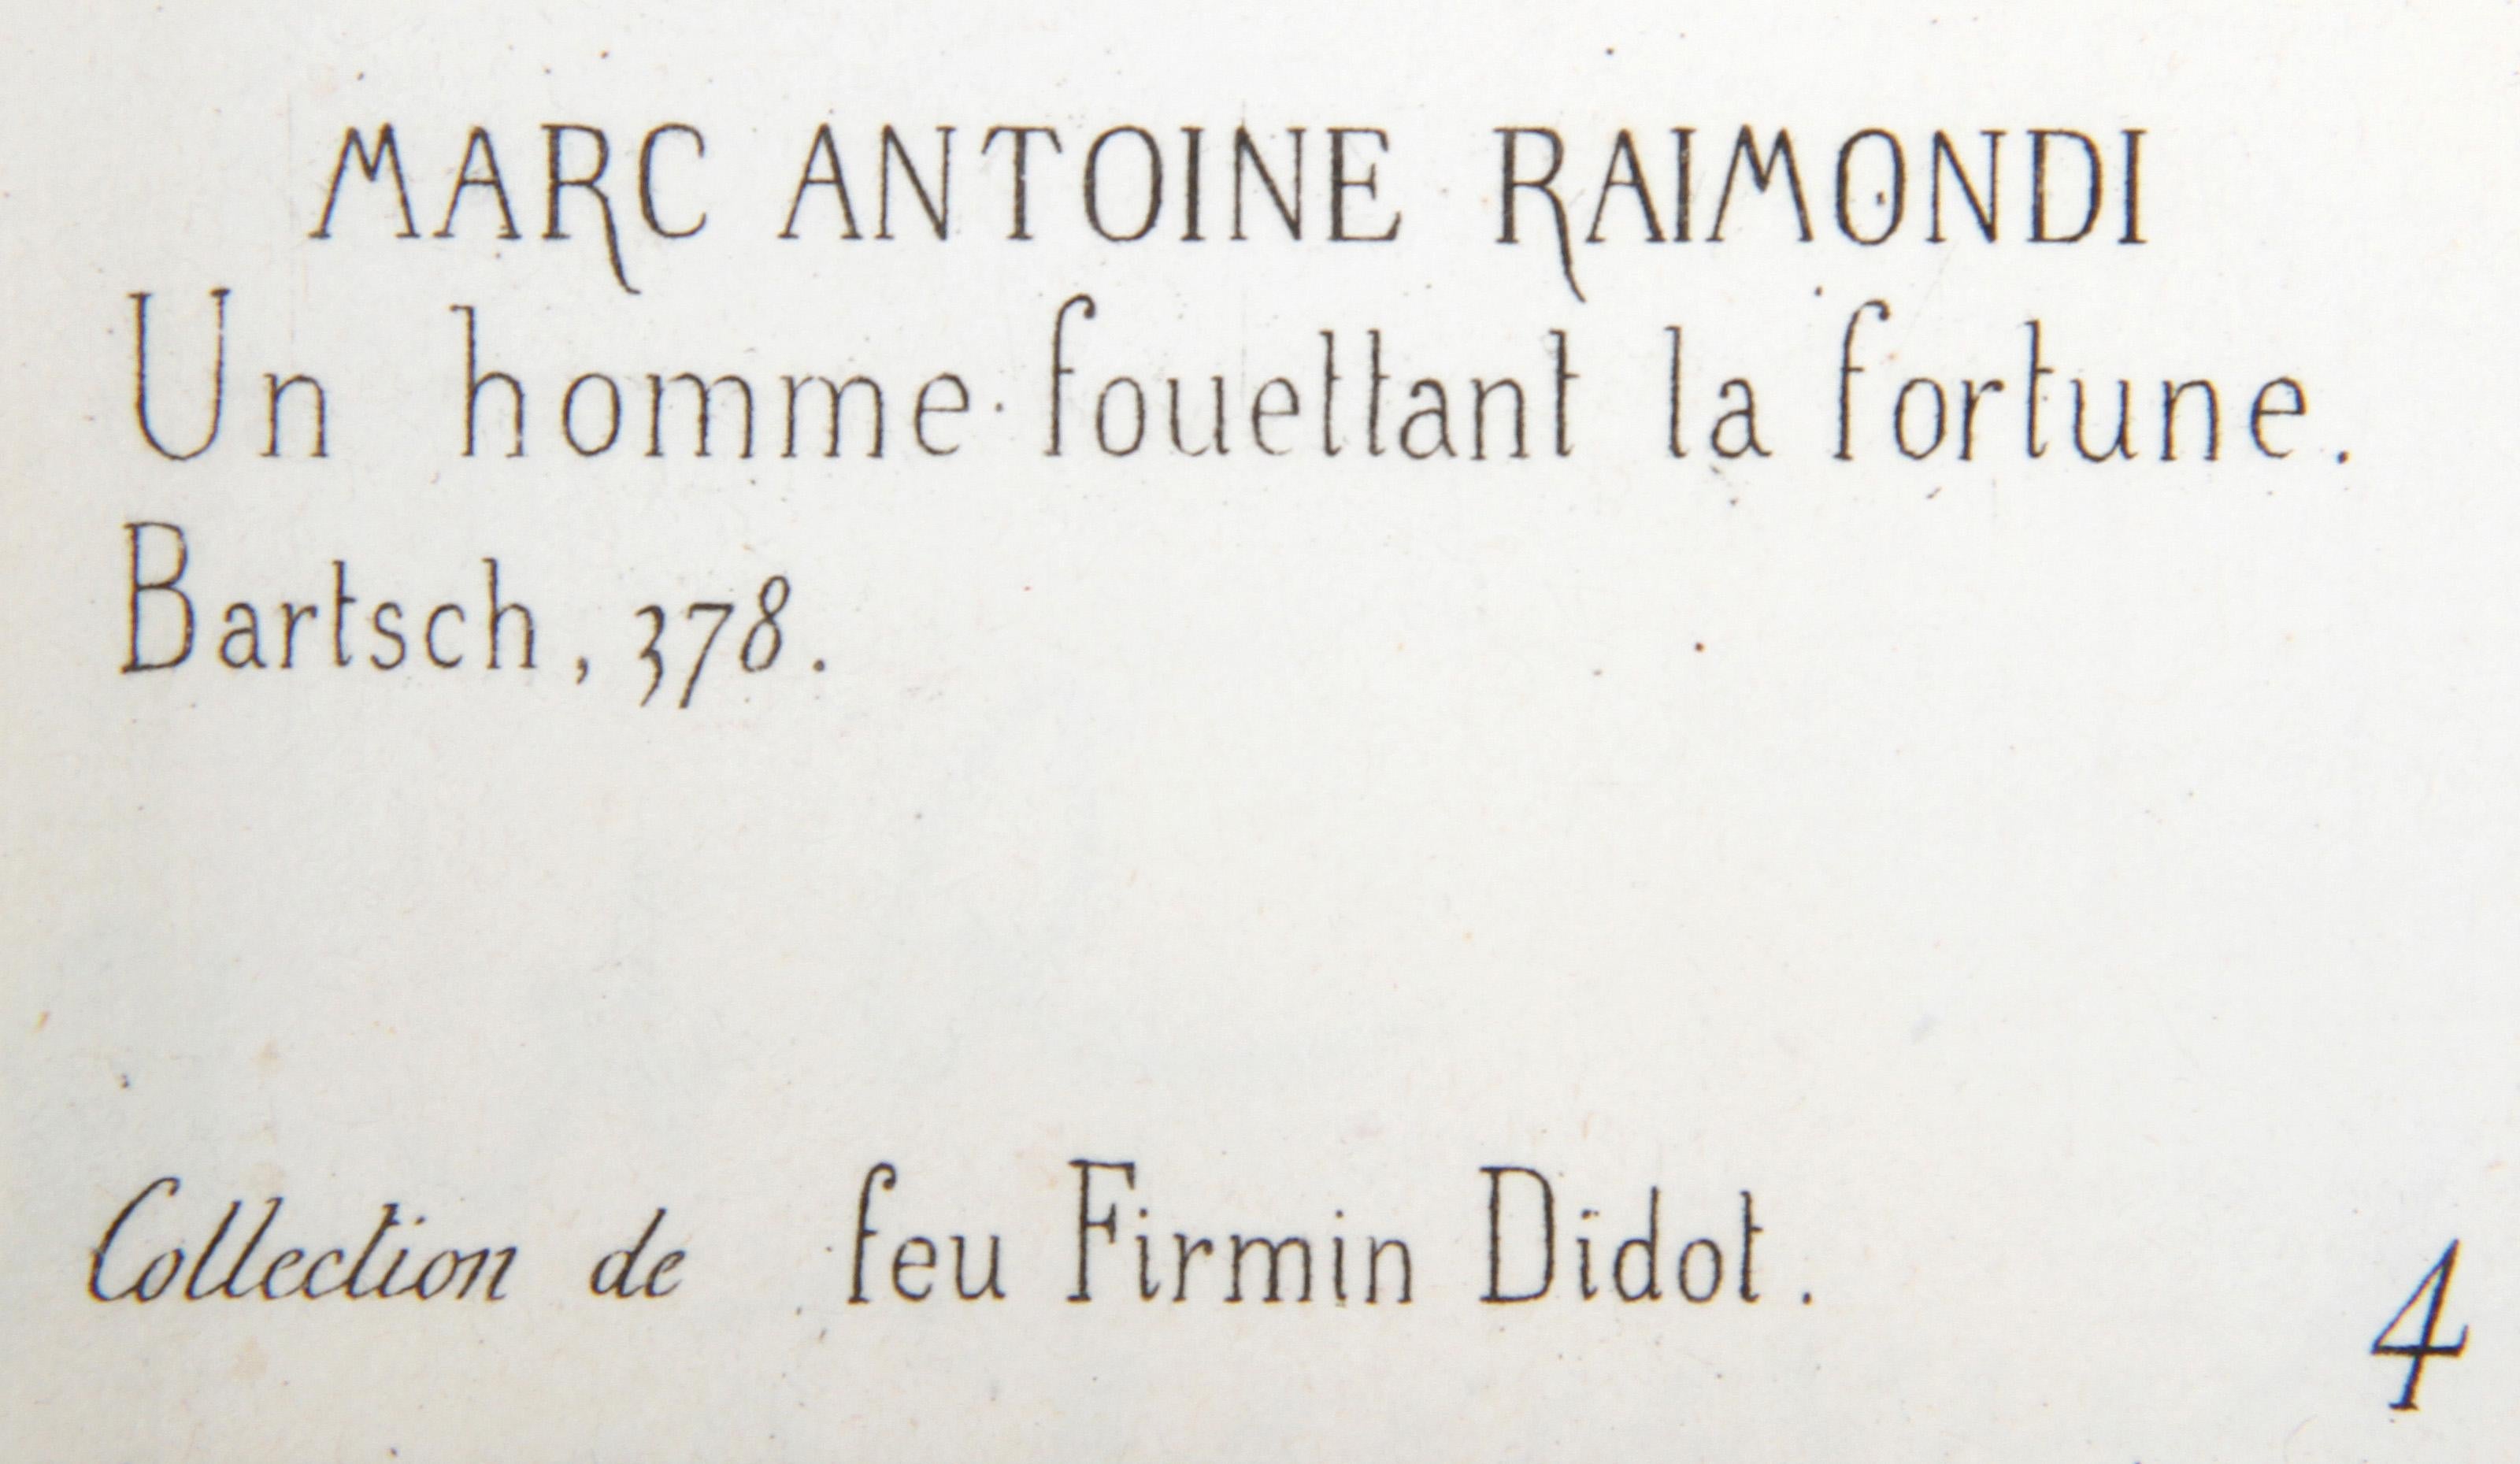 MARC ANTOINE RAIMONDI
Un homme fouettant la fortune.
Bartsch, 378.
Collection de feu Firmin Didot.
4